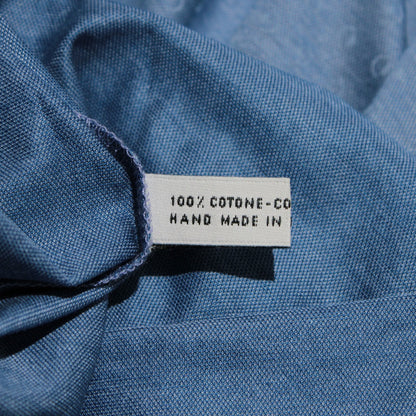 100% COTONE-CO
HAND MADE IN